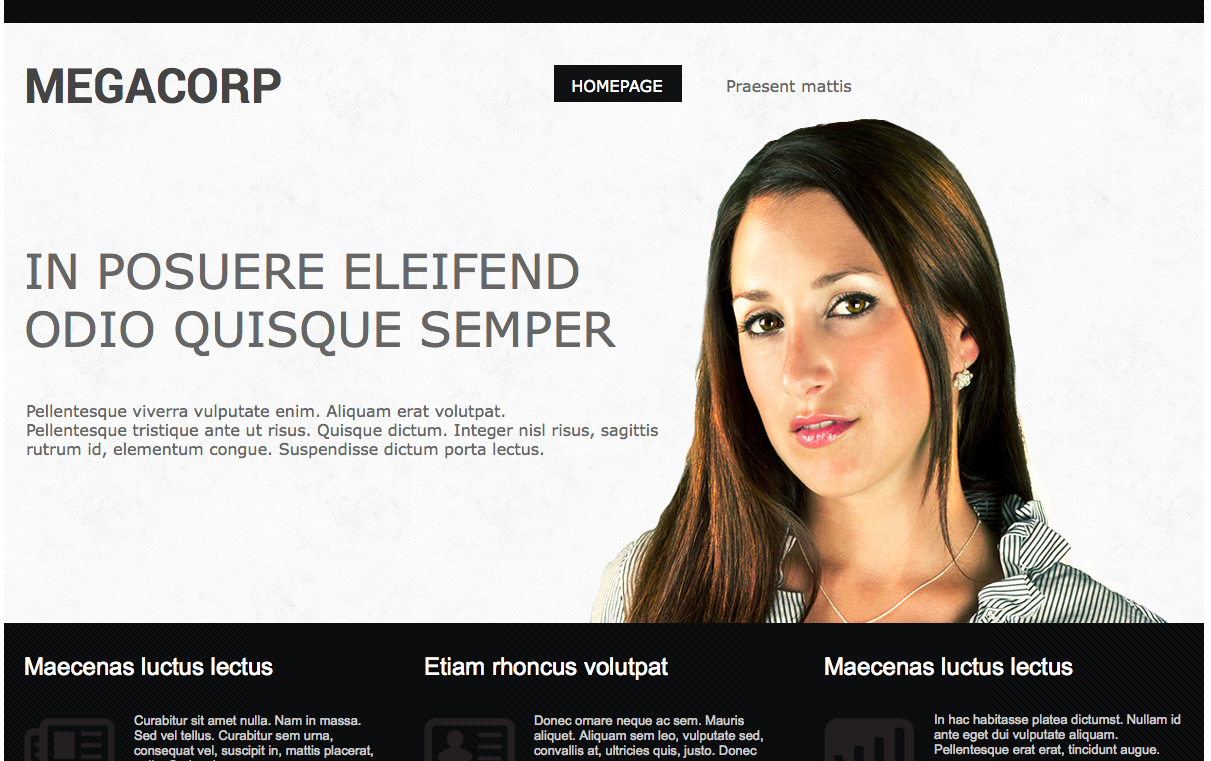 MEGACORP
HOMEPAGE
Praesent mattis
IN POSUERE ELEIFEND
ODIO QUISQUE SEMPER
Pellentesque viverra vulputate enim. Aliquam erat volutpat.
Pellentesque tristique ante ut risus. Quisque dictum. Integer nisl risus, sagittis
rutrum id, elementum congue. Suspendisse dictum porta lectus.
Maecenas luctus lectus
Curabitur sit amet nulla. Nam in massa.
Sed vel tellus. Curabitur sem urna,
consequat vel, suscipit in, mattis placerat,
Etiam rhoncus volutpat
Donec ornare neque ac sem. Mauris
aliquet. Aliquam sem leo, vulputate sed,
convallis at, ultricies quis, justo. Donec
Maecenas luctus lectus
In hac habitasse platea dictumst. Nullam id
ante eget dui vulputate aliquam.
Pellentesque erat erat, tincidunt augue.